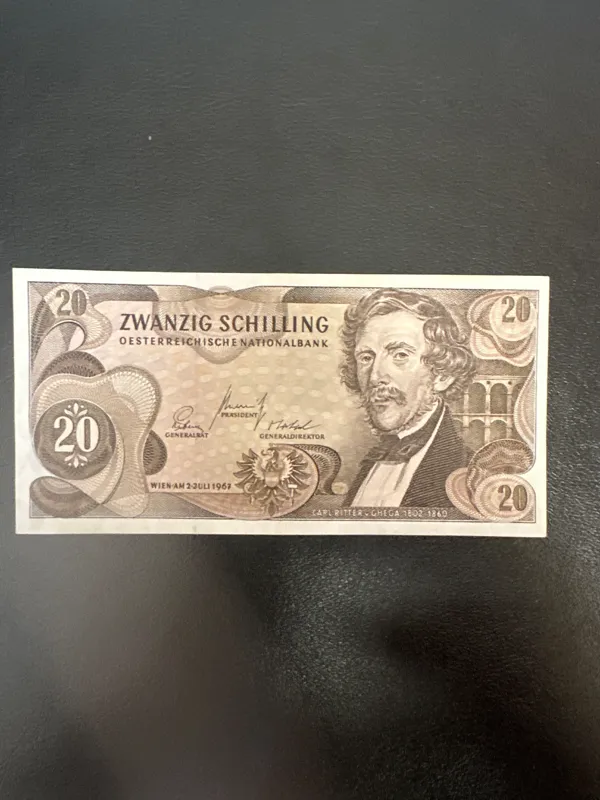 20
20
ZWANZIG SCHILLING
OESTERREICHISCHE NATIONALBANK
PRÄSIDENT
GENERALRAT
GENERALDIREKTOR
20
WIEN·AM 2·JULI 1967
20
CARL RITTER v. GHEGA 1802-1860